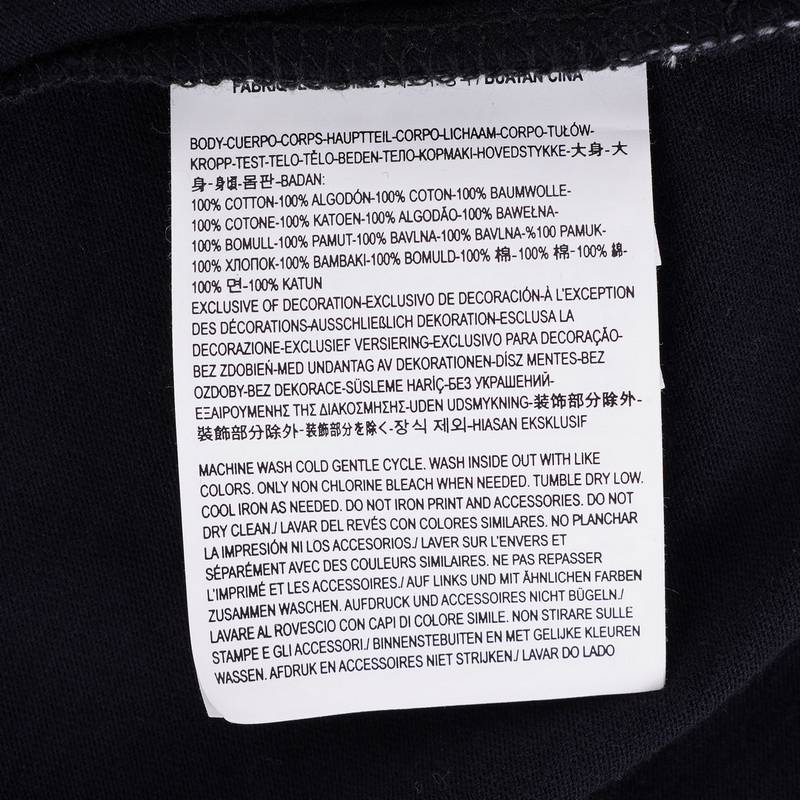 BUATAN CINA
BODY-CUERPO-CORPS-HAUPTTEIL-CORPO-LICHAAM-CORPO-TUŁÓW-
KROPP-TEST-TELO-TĚLO-BEDEN-ТЕЛО-ΚΟΡΜΑΚΙ-HOVEDSTYKKE-大身-大
身-身頃-몸판-BADAN:
100% COTTON-100% ALGODÓN-100% COTON-100% BAUMWOLLE-
100% COTONE-100% KATOEN-100% ALGODÃO-100% BAWEŁNA-
100% BOMULL-100% PAMUT-100% BAVLNA-100% BAVLNA-%100 PAMUK-
100% ХЛОПОК-100% ΒΑΜΒΑΚΙ-100% BOMULD-100% 棉-100% 棉-100% 綿-
100% 면-100% KATUN
EXCLUSIVE OF DECORATION-EXCLUSIVO DE DECORACIÓN-À L'EXCEPTION
DES DÉCORATIONS-AUSSCHLIEßLICH DEKORATION-ESCLUSA LA
DECORAZIONE-EXCLUSIEF VERSIERING-EXCLUSIVO PARA DECORAÇÃO-
BEZ ZDOBIEŃ-MED UNDANTAG AV DEKORATIONEN-DÍSZ MENTES-BEZ
OZDOBY-BEZ DEKORACE-SÜSLEME HARİÇ-БЕЗ УКРАШЕНИЙ-
ΕΞΑΙΡΟΥΜΕΝΗΣ ΤΗΣ ΔΙΑΚΟΣΜΗΣΗΣ-UDEN UDSMYKNING-装饰部分除外-
裝飾部分除外-装飾部分を除く-장식 제외-HIASAN EKSKLUSIF
MACHINE WASH COLD GENTLE CYCLE. WASH INSIDE OUT WITH LIKE
COLORS. ONLY NON CHLORINE BLEACH WHEN NEEDED. TUMBLE DRY LOW.
COOL IRON AS NEEDED. DO NOT IRON PRINT AND ACCESSORIES. DO NOT
DRY CLEAN./ LAVAR DEL REVÉS CON COLORES SIMILARES. NO PLANCHAR
LA IMPRESIÓN NI LOS ACCESORIOS./ LAVER SUR L'ENVERS ET
SÉPARÉMENT AVEC DES COULEURS SIMILAIRES. NE PAS REPASSER
L'IMPRIMÉ ET LES ACCESSOIRES./ AUF LINKS UND MIT ÄHNLICHEN FARBEN
ZUSAMMEN WASCHEN. AUFDRUCK UND ACCESSOIRES NICHT BÜGELN./
LAVARE AL ROVESCIO CON CAPI DI COLORE SIMILE. NON STIRARE SULLE
STAMPE E GLI ACCESSORI./ BINNENSTEBUITEN EN MET GELIJKE KLEUREN
WASSEN. AFDRUK EN ACCESSOIRES NIET STRIJKEN./ LAVAR DO LADO